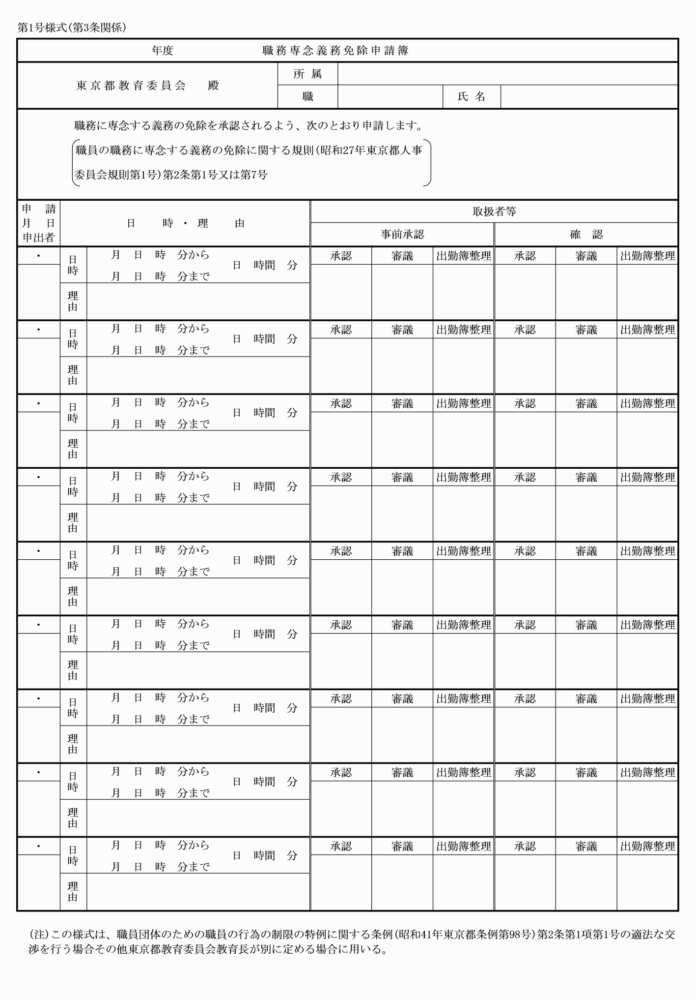 第1号様式(第3条関係)
年度　職務専念義務免除申請簿
東京都教育委員会　殿
所属
職　氏名
職務に専念する義務の免除を承認されるよう、次のとおり申請します。
職員の職務に専念する義務の免除に関する規則(昭和27年東京都人事
委員会規則第1号)第2条第1号又は第7号
申　請
月　日
申出者
日　時・理　由
取扱者等
事前承認　確　認
・　日時　月　日　時　分から　日　時間　分　承認　審議　出勤簿整理　承認　審議　出勤簿整理
月　日　時　分まで
理由
・　日時　月　日　時　分から　日　時間　分　承認　審議　出勤簿整理　承認　審議　出勤簿整理
月　日　時　分まで
理由
・　日時　月　日　時　分から　日　時間　分　承認　審議　出勤簿整理　承認　審議　出勤簿整理
月　日　時　分まで
理由
・　日時　月　日　時　分から　日　時間　分　承認　審議　出勤簿整理　承認　審議　出勤簿整理
月　日　時　分まで
理由
・　日時　月　日　時　分から　日　時間　分　承認　審議　出勤簿整理　承認　審議　出勤簿整理
月　日　時　分まで
理由
・　日時　月　日　時　分から　日　時間　分　承認　審議　出勤簿整理　承認　審議　出勤簿整理
月　日　時　分まで
理由
・　日時　月　日　時　分から　日　時間　分　承認　審議　出勤簿整理　承認　審議　出勤簿整理
月　日　時　分まで
理由
・　日時　月　日　時　分から　日　時間　分　承認　審議　出勤簿整理　承認　審議　出勤簿整理
月　日　時　分まで
理由
・　日時　月　日　時　分から　日　時間　分　承認　審議　出勤簿整理　承認　審議　出勤簿整理
月　日　時　分まで
理由
(注)この様式は、職員団体のための職員の行為の制限の特例に関する条例(昭和41年東京都条例第98号)第2条第1項第1号の適法な交
渉を行う場合その他東京都教育委員会教育長が別に定める場合に用いる。